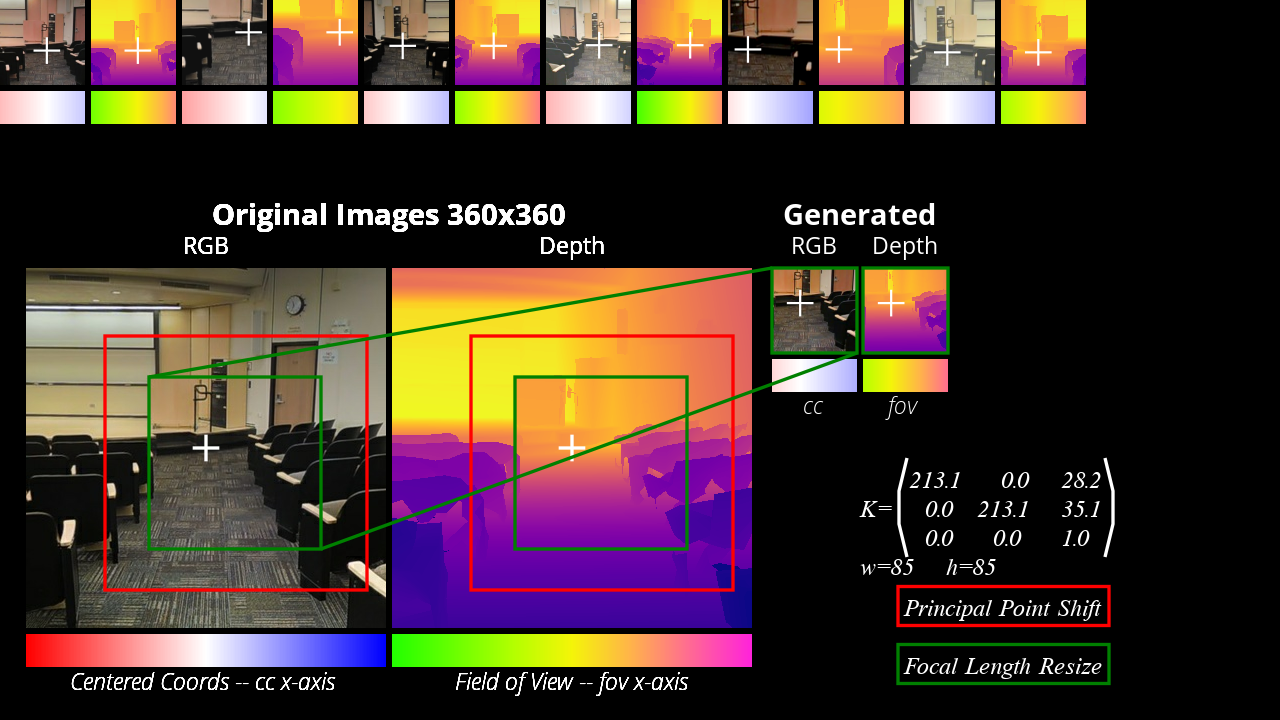 Original Images 360x360
RGB
Depth
Generated
RGB
Depth
cc
fov
K=
213.1 0.0 28.2
0.0 213.1 35.1
0.0 0.0 1.0
w=85 h=85
Principal Point Shift
Focal Length Resize
Centered Coords -- cc x-axis
Field of View -- fov x-axis